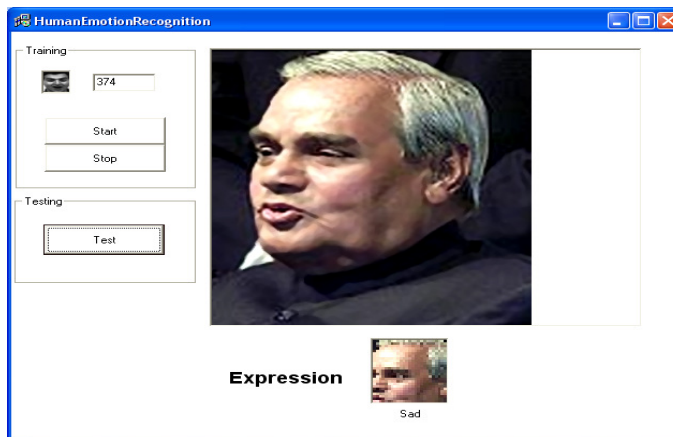 HumanEmotionRecognition
Training
374
Start
Stop
Testing
Test
Expression
Sad